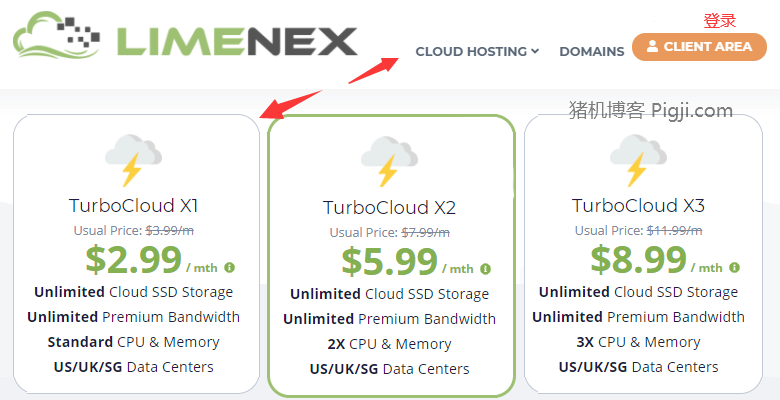 登录
LIMENEX
CLOUD HOSTING
DOMAINS
CLIENT AREA
猪机博客 Pigji.com
TurboCloud X1
Usual Price: $3.99/m
$2.99 / mth
Unlimited Cloud SSD Storage
Unlimited Premium Bandwidth
Standard CPU & Memory
US/UK/SG Data Centers
TurboCloud X2
Usual Price: $7.99/m
$5.99 / mth
Unlimited Cloud SSD Storage
Unlimited Premium Bandwidth
2X CPU & Memory
US/UK/SG Data Centers
TurboCloud X3
Usual Price: $11.99/m
$8.99 / mth
Unlimited Cloud SSD Storage
Unlimited Premium Bandwidth
3X CPU & Memory
US/UK/SG Data Centers